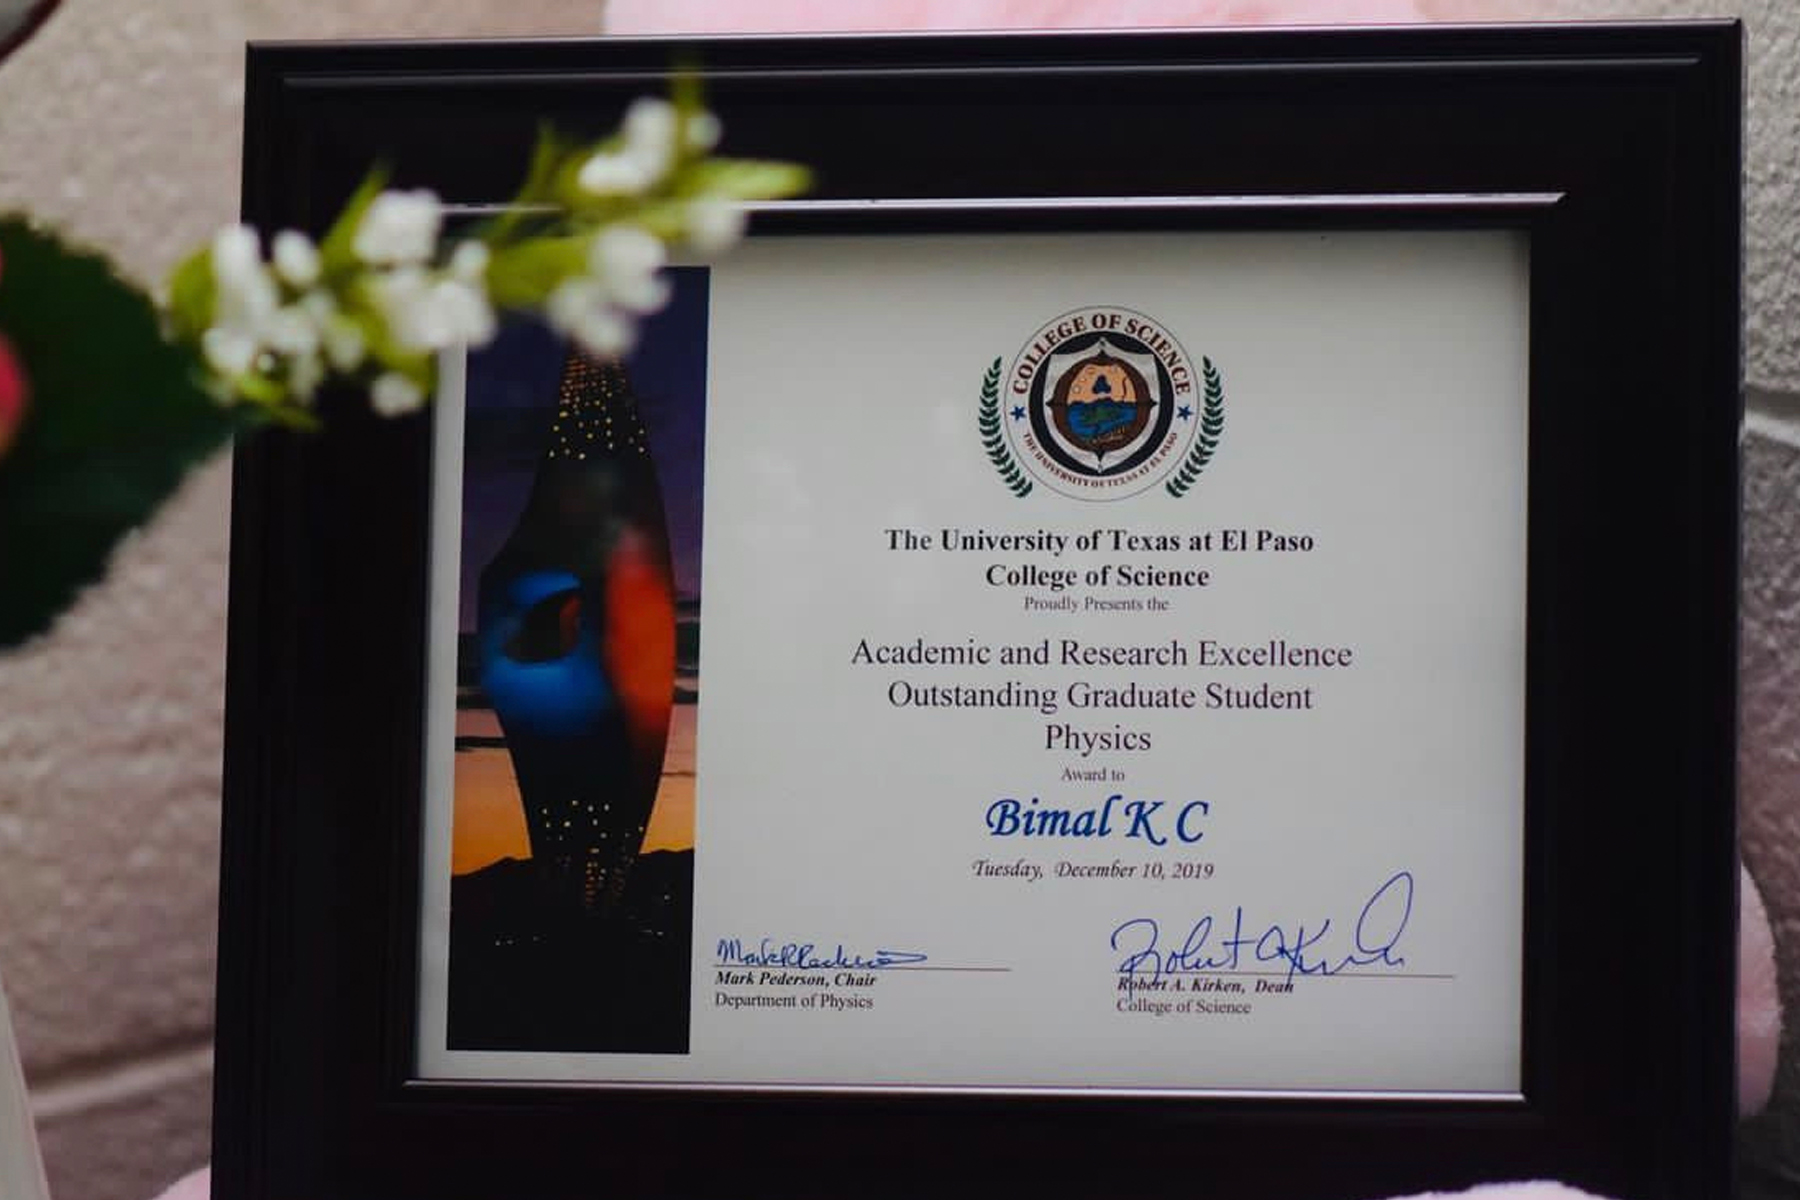 COLLEGE OF SCIENCE
THE UNIVERSITY OF TEXAS AT EL PASO
The University of Texas at El Paso
College of Science
Proudly Presents the
Academic and Research Excellence
Outstanding Graduate Student
Physics
Award to
Bimal K C
Tuesday, December 10, 2019
Mark Pederson, Chair
Department of Physics
Robert A. Kirken, Dean
College of Science